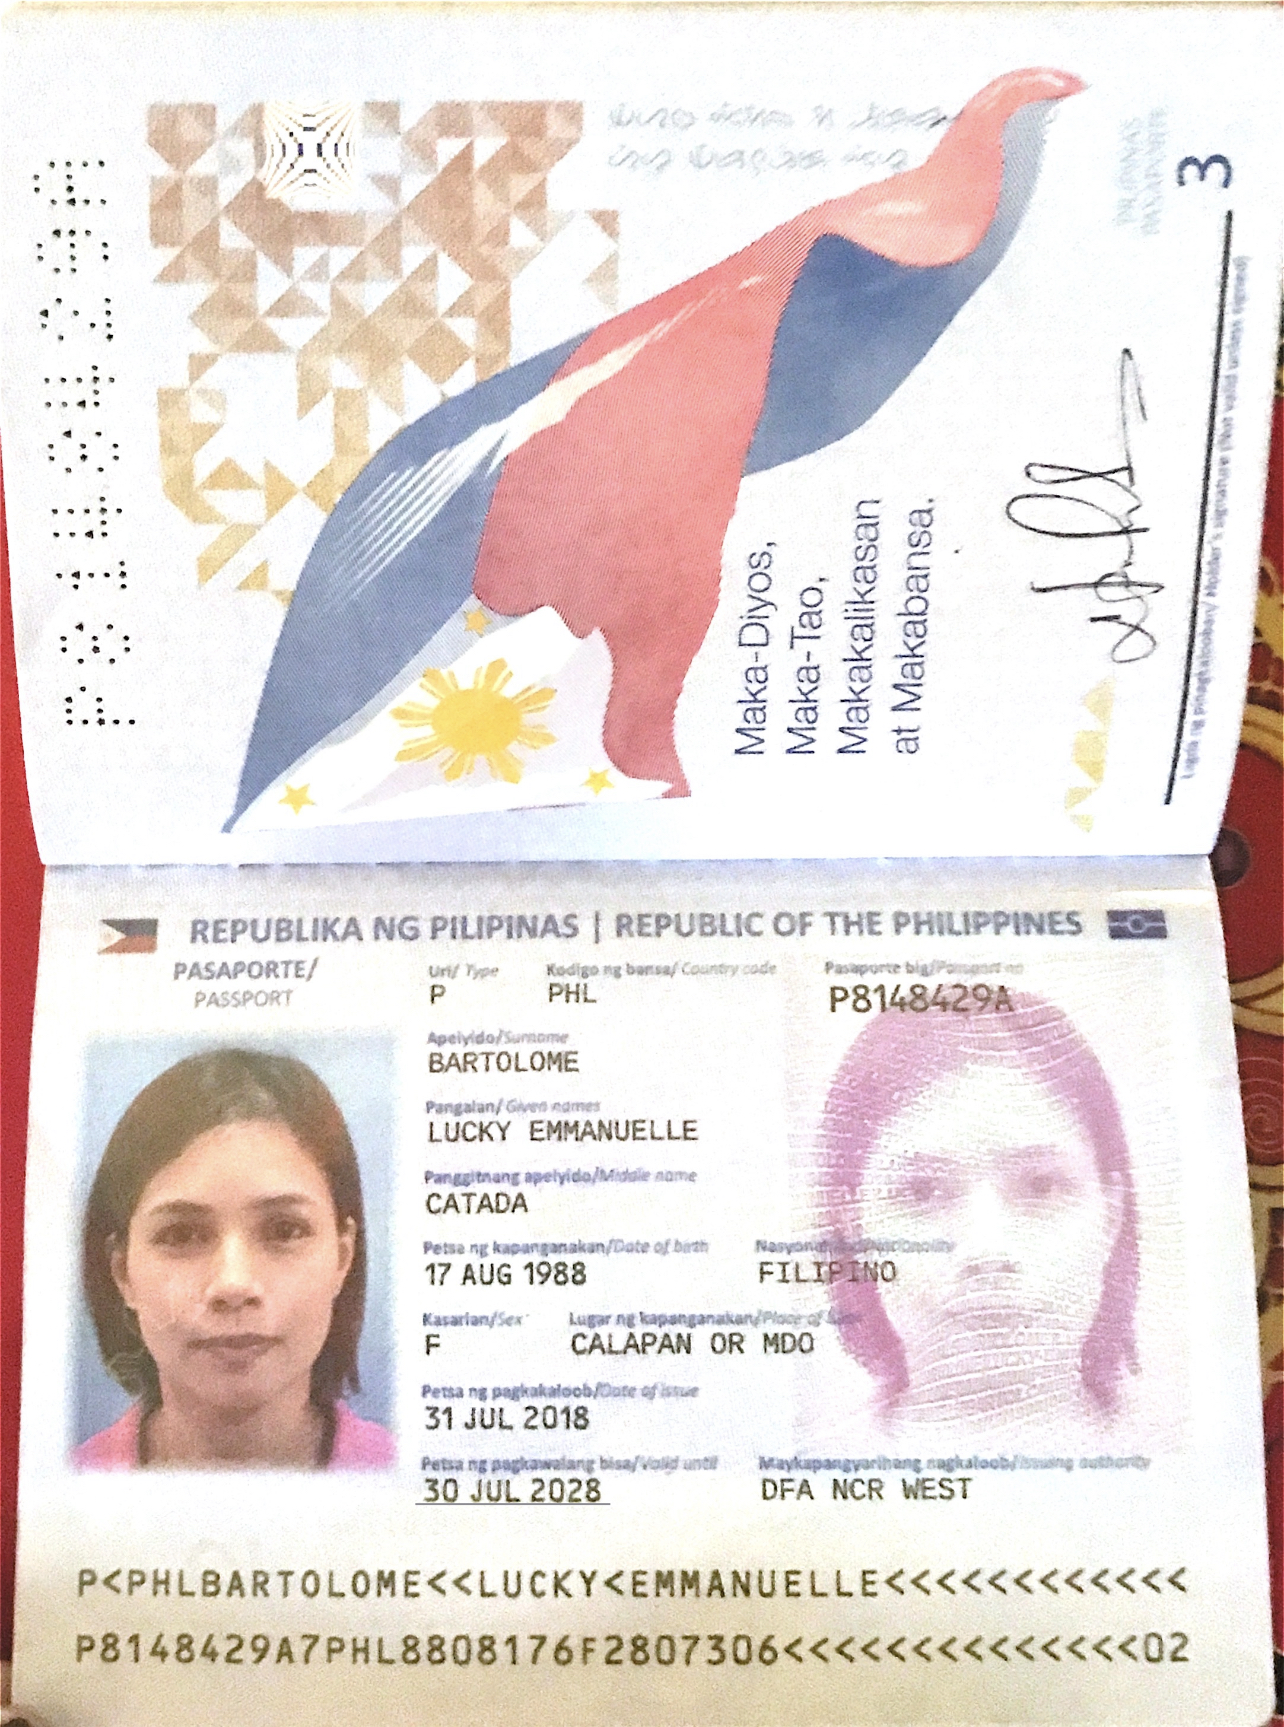 P8148429A
3
Maka-Diyos,
Maka-Tao,
Makakalikasan
at Makabansa.
PILIPINAS
PASAPORTE
Lagda ng Pinagkalooban/ Holder's signature (Not valid unless signed)
REPUBLIKA NG PILIPINAS | REPUBLIC OF THE PHILIPPINES
PASAPORTE/
PASSPORT
Uri/ Type
Kodigo ng bansa/ Country code
Pasaporte blg/Passport no
P
PHL
P8148429A
Apelyido/Surname
BARTOLOME
Pangalan/ Given names
LUCKY EMMANUELLE
Panggitnang apelyido/Middle name
CATADA
Petsa ng kapanganakan/Date of birth
Nasyonalidad/Nationality
17 AUG 1988
FILIPINO
Kasarian/Sex
Lugar ng kapanganakan/Place of birth
F
CALAPAN OR MDO
Petsa ng pagkakaloob/Date of issue
31 JUL 2018
Petsa ng pagkawalang bisa/Valid until
Maykapangyarihang nagkaloob/Issuing authority
30 JUL 2028
DFA NCR WEST
P<PHLBARTOLOME<<LUCKY<EMMANUELLE<<<<<<<<<<<<
P8148429A7PHL8808176F2807306<<<<<<<<<<<<<<02